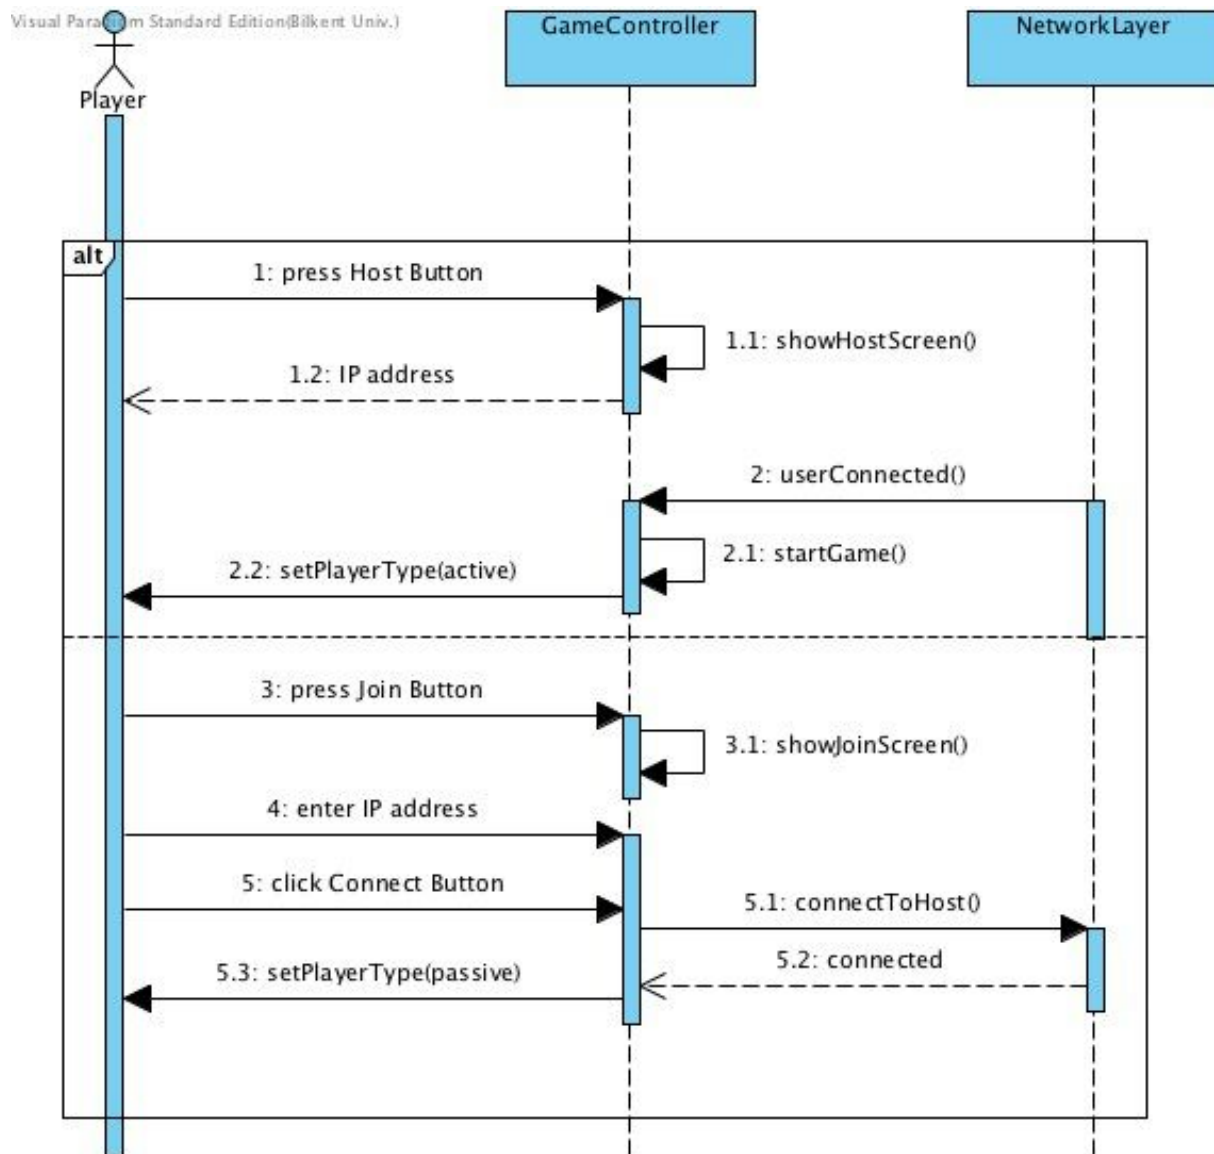 Visual Paradigm Standard Edition(Bilkent Univ.)
GameController
NetworkLayer
Player
alt
1: press Host Button
1.1: showHostScreen()
1.2: IP address
2: userConnected()
2.1: startGame()
2.2: setPlayerType(active)
3: press Join Button
3.1: showJoinScreen()
4: enter IP address
5: click Connect Button
5.1: connectToHost()
5.2: connected
5.3: setPlayerType(passive)